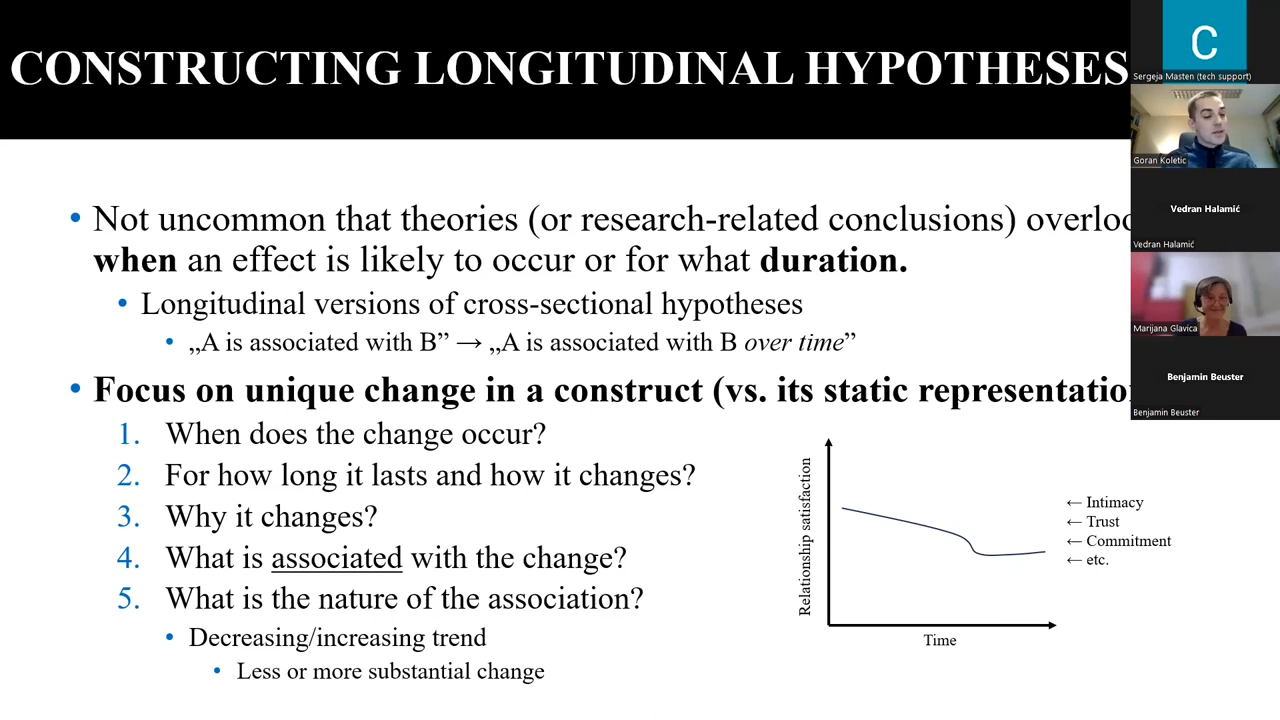 CONSTRUCTING LONGITUDINAL HYPOTHESES
• Not uncommon that theories (or research-related conclusions)
when an effect is likely to occur or for what duration.
• Longitudinal versions of cross-sectional hypotheses
• „A is associated with B” → „A is associated with B over time”
• Focus on unique change in a construct (vs. its static
1. When does the change occur?
2. For how long it lasts and how it changes?
3. Why it changes?
4. What is associated with the change?
5. What is the nature of the association?
• Decreasing/increasing trend
• Less or more substantial change
Relationship satisfaction
Time
← Intimacy
← Trust
← Commitment
← etc.
C
Sergeja Masten (tech support)
Goran Koletic
Vedran Halamić
Vedran Halamić
Marijana Glavica
Benjamin Beuster
Benjamin Beuster